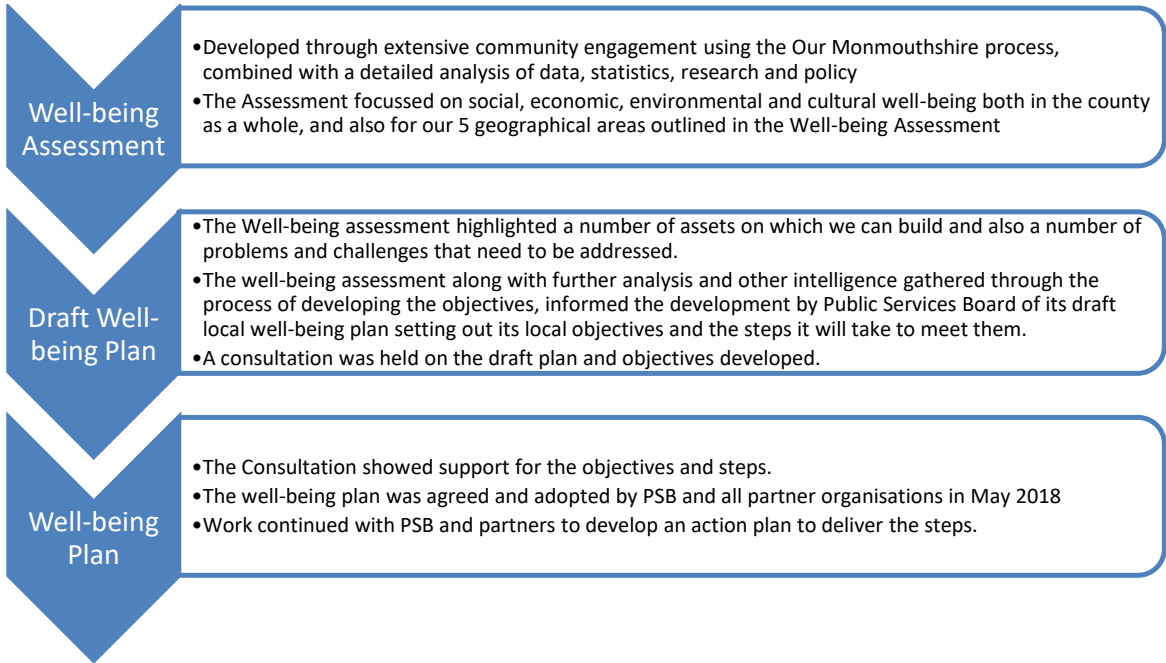 Well-being
Assessment
•Developed through extensive community engagement using the Our Monmouthshire process,
combined with a detailed analysis of data, statistics, research and policy
•The Assessment focussed on social, economic, environmental and cultural well-being both in the county
as a whole, and also for our 5 geographical areas outlined in the Well-being Assessment
Draft Well-
being Plan
•The Well-being assessment highlighted a number of assets on which we can build and also a number of
problems and challenges that need to be addressed.
•The well-being assessment along with further analysis and other intelligence gathered through the
process of developing the objectives, informed the development by Public Services Board of its draft
local well-being plan setting out its local objectives and the steps it will take to meet them.
•A consultation was held on the draft plan and objectives developed.
Well-being
Plan
•The Consultation showed support for the objectives and steps.
•The well-being plan was agreed and adopted by PSB and all partner organisations in May 2018
•Work continued with PSB and partners to develop an action plan to deliver the steps.